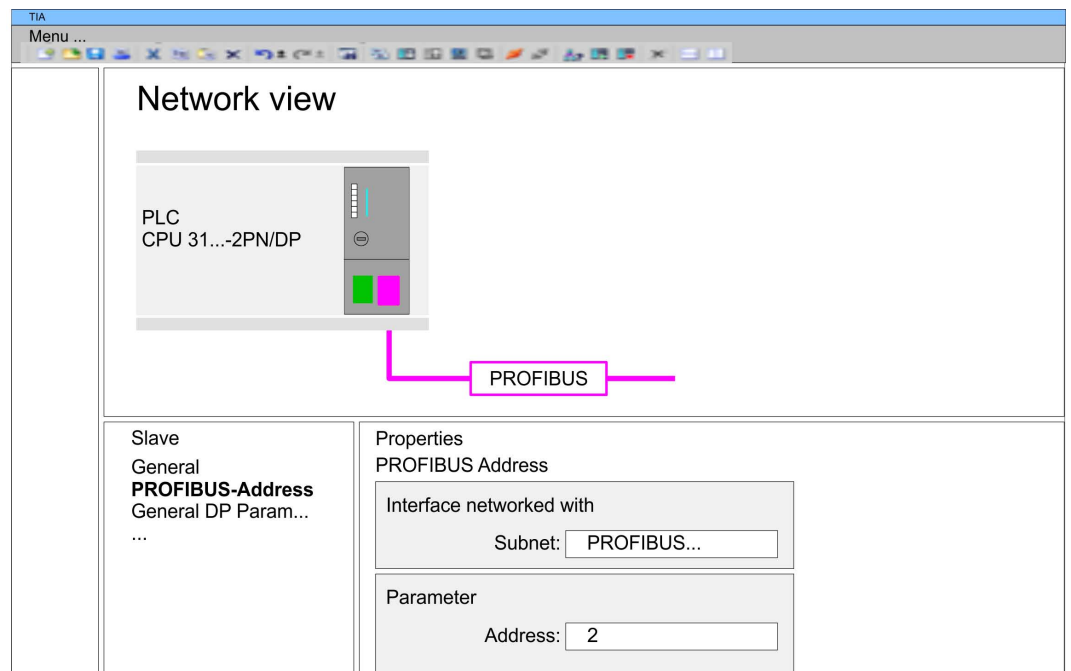 TIA
Menu ...
Network view
PLC
CPU 31...-2PN/DP
PROFIBUS
Slave
General
PROFIBUS-Address
General DP Param...
...
Properties
PROFIBUS Address
Interface networked with
Subnet: PROFIBUS...
Parameter
Address: 2